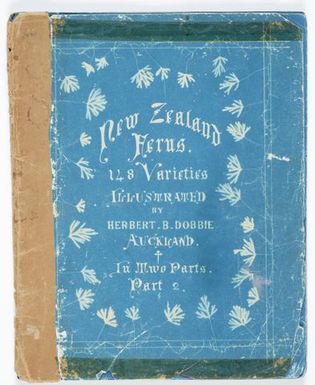 New Zealand
Ferns.
148 Varieties
ILLUSTRATED
BY
HERBERT.B.DOBBIE
AUCKLAND.
In Two Parts.
Part 2